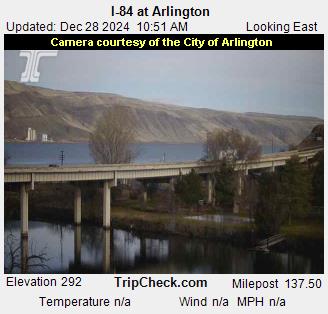 I-84 at Arlington
Updated: Dec 28 2024 10:51 AM Looking East
Camera courtesy of the City of Arlington
Elevation 292 TripCheck.com Milepost 137.50
Temperature n/a Wind n/a MPH n/a